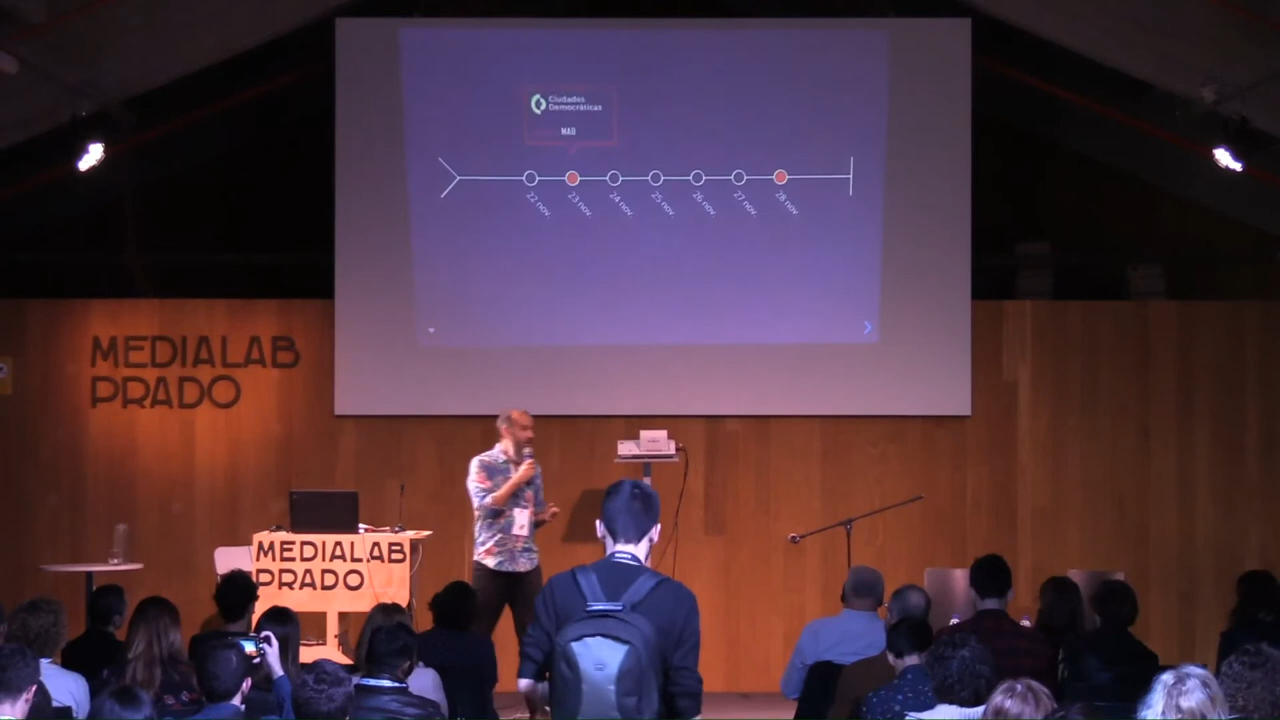 Ciudades
Democráticas
MAD
22 nov.
23 nov.
24 nov.
25 nov.
26 nov.
27 nov.
28 nov.
MEDIALAB
PRADO
MEDIALAB
PRADO